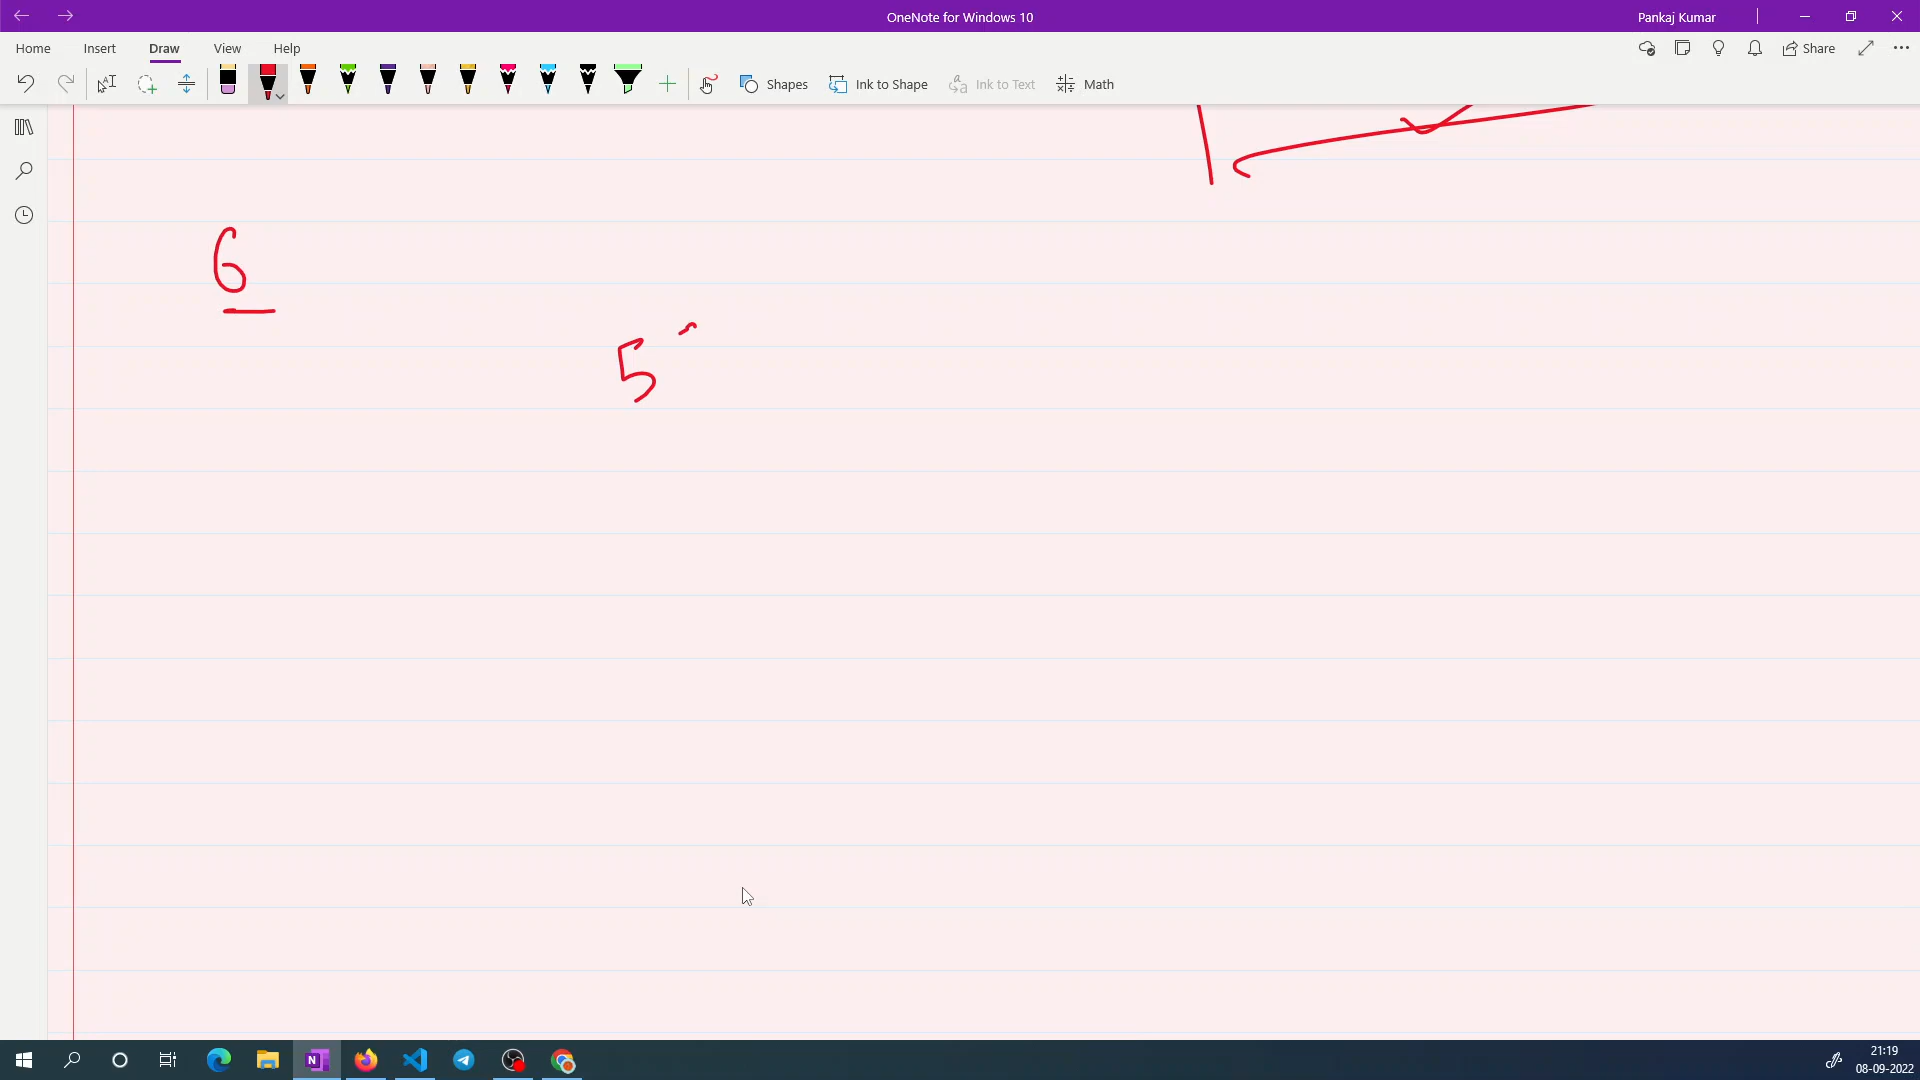 OneNote for Windows 10
Pankaj Kumar
Home Insert Draw View Help
Share
Shapes Ink to Shape Ink to Text Math
6
5
21:19
08-09-2022